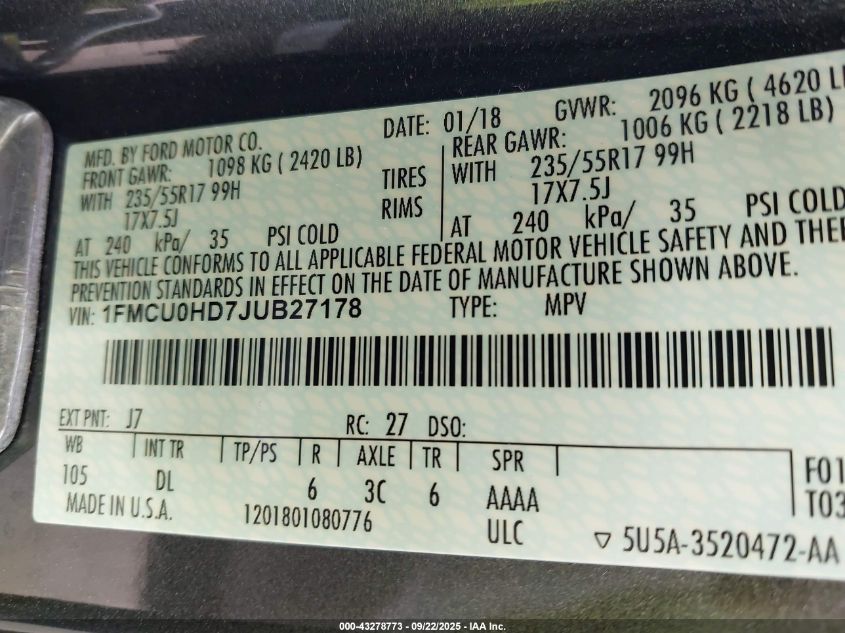 MFD. BY FORD MOTOR CO. DATE: 01/18 GVWR: 2096 KG ( 4620 L
FRONT GAWR: 1098 KG ( 2420 LB) REAR GAWR: 1006 KG ( 2218 LB)
WITH 235/55R17 99H TIRES WITH 235/55R17 99H
17X7.5J RIMS 17X7.5J
AT 240 kPa/ 35 PSI COLD AT 240 kPa/ 35 PSI COLD
THIS VEHICLE CONFORMS TO ALL APPLICABLE FEDERAL MOTOR VEHICLE SAFETY AND THEF
PREVENTION STANDARDS IN EFFECT ON THE DATE OF MANUFACTURE SHOWN ABOVE.
VIN: 1FMCU0HD7JUB27178 TYPE: MPV
EXT PNT: J7 RC: 27 DSO:
WB INT TR TP/PS R AXLE TR SPR
105 DL 6 3C 6 AAAA F01
MADE IN U.S.A. 1201801080776 ULC T03
5U5A-3520472-AA
000-43278773 - 09/22/2025 - IAA Inc.